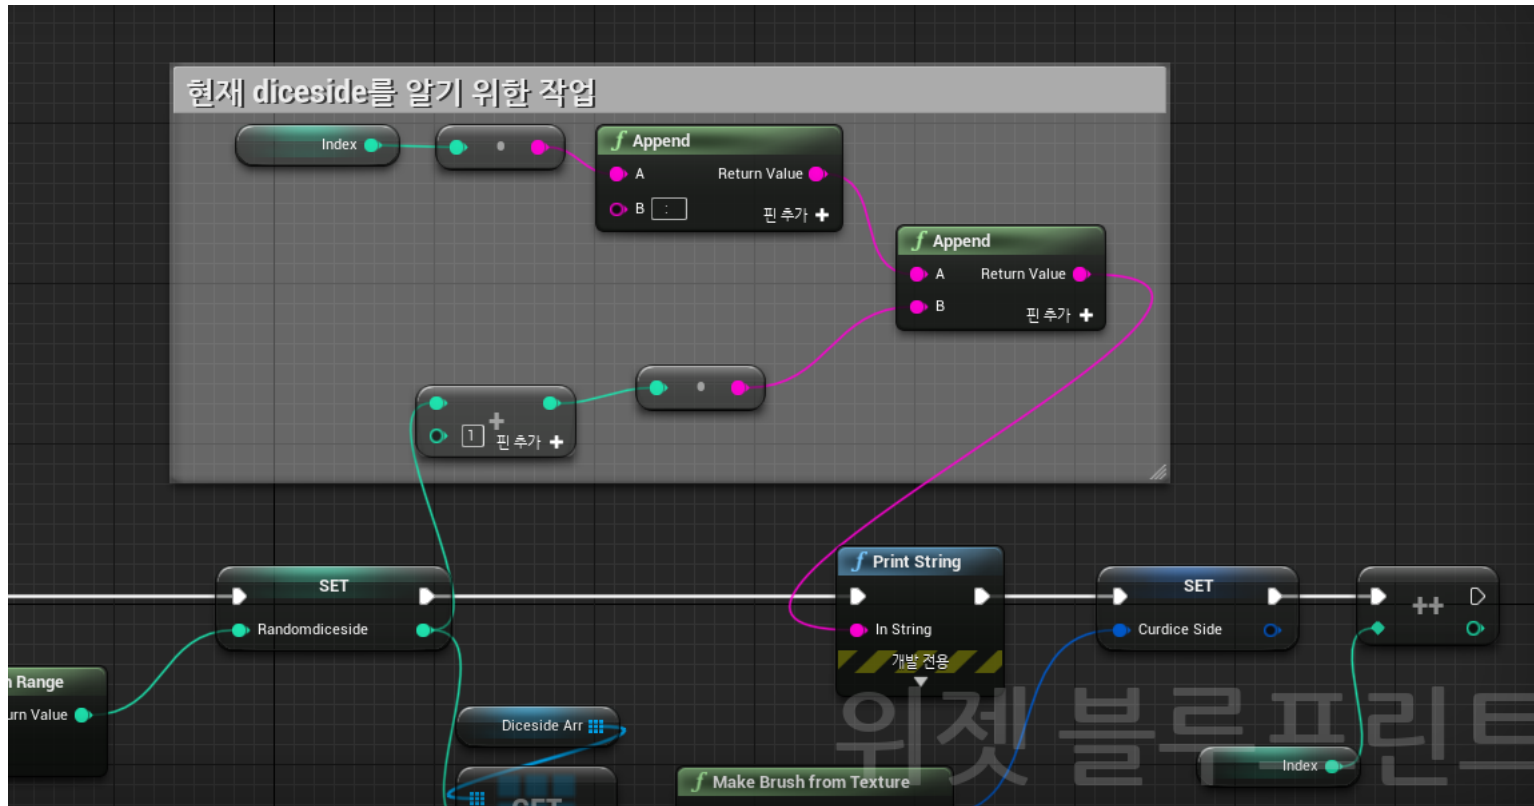 현재 diceside를 알기 위한 작업
Index
Append
A
Return Value
B
:
핀 추가
Append
A
Return Value
B
핀 추가
1
핀 추가
SET
Randomdiceside
Range
Return Value
Diceside Arr
GET
Make Brush from Texture
Print String
In String
개발 전용
SET
Curdice Side
++
Index
위젯 블루프린트